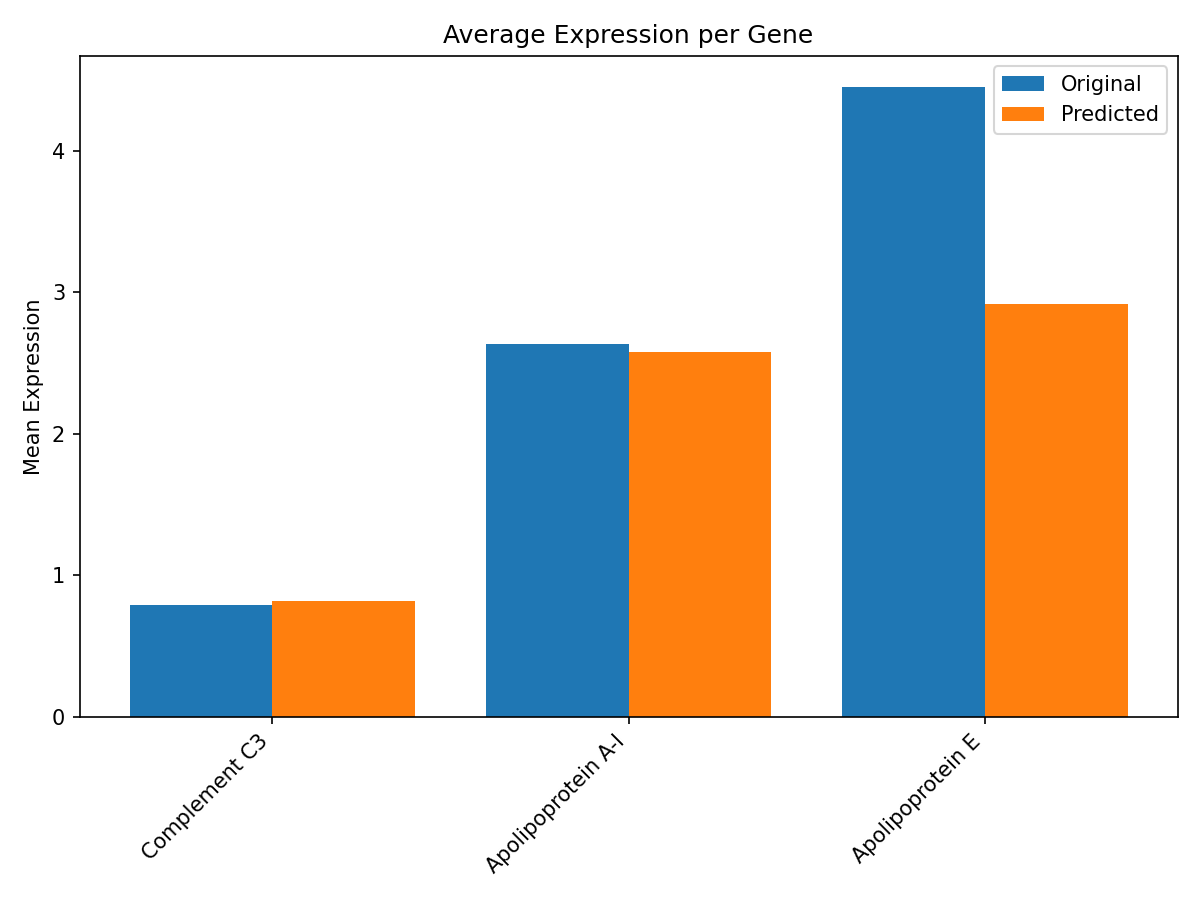 Average Expression per Gene
Original
Predicted
Mean Expression
4
3
2
1
0
Complement C3
Apolipoprotein A-I
Apolipoprotein E